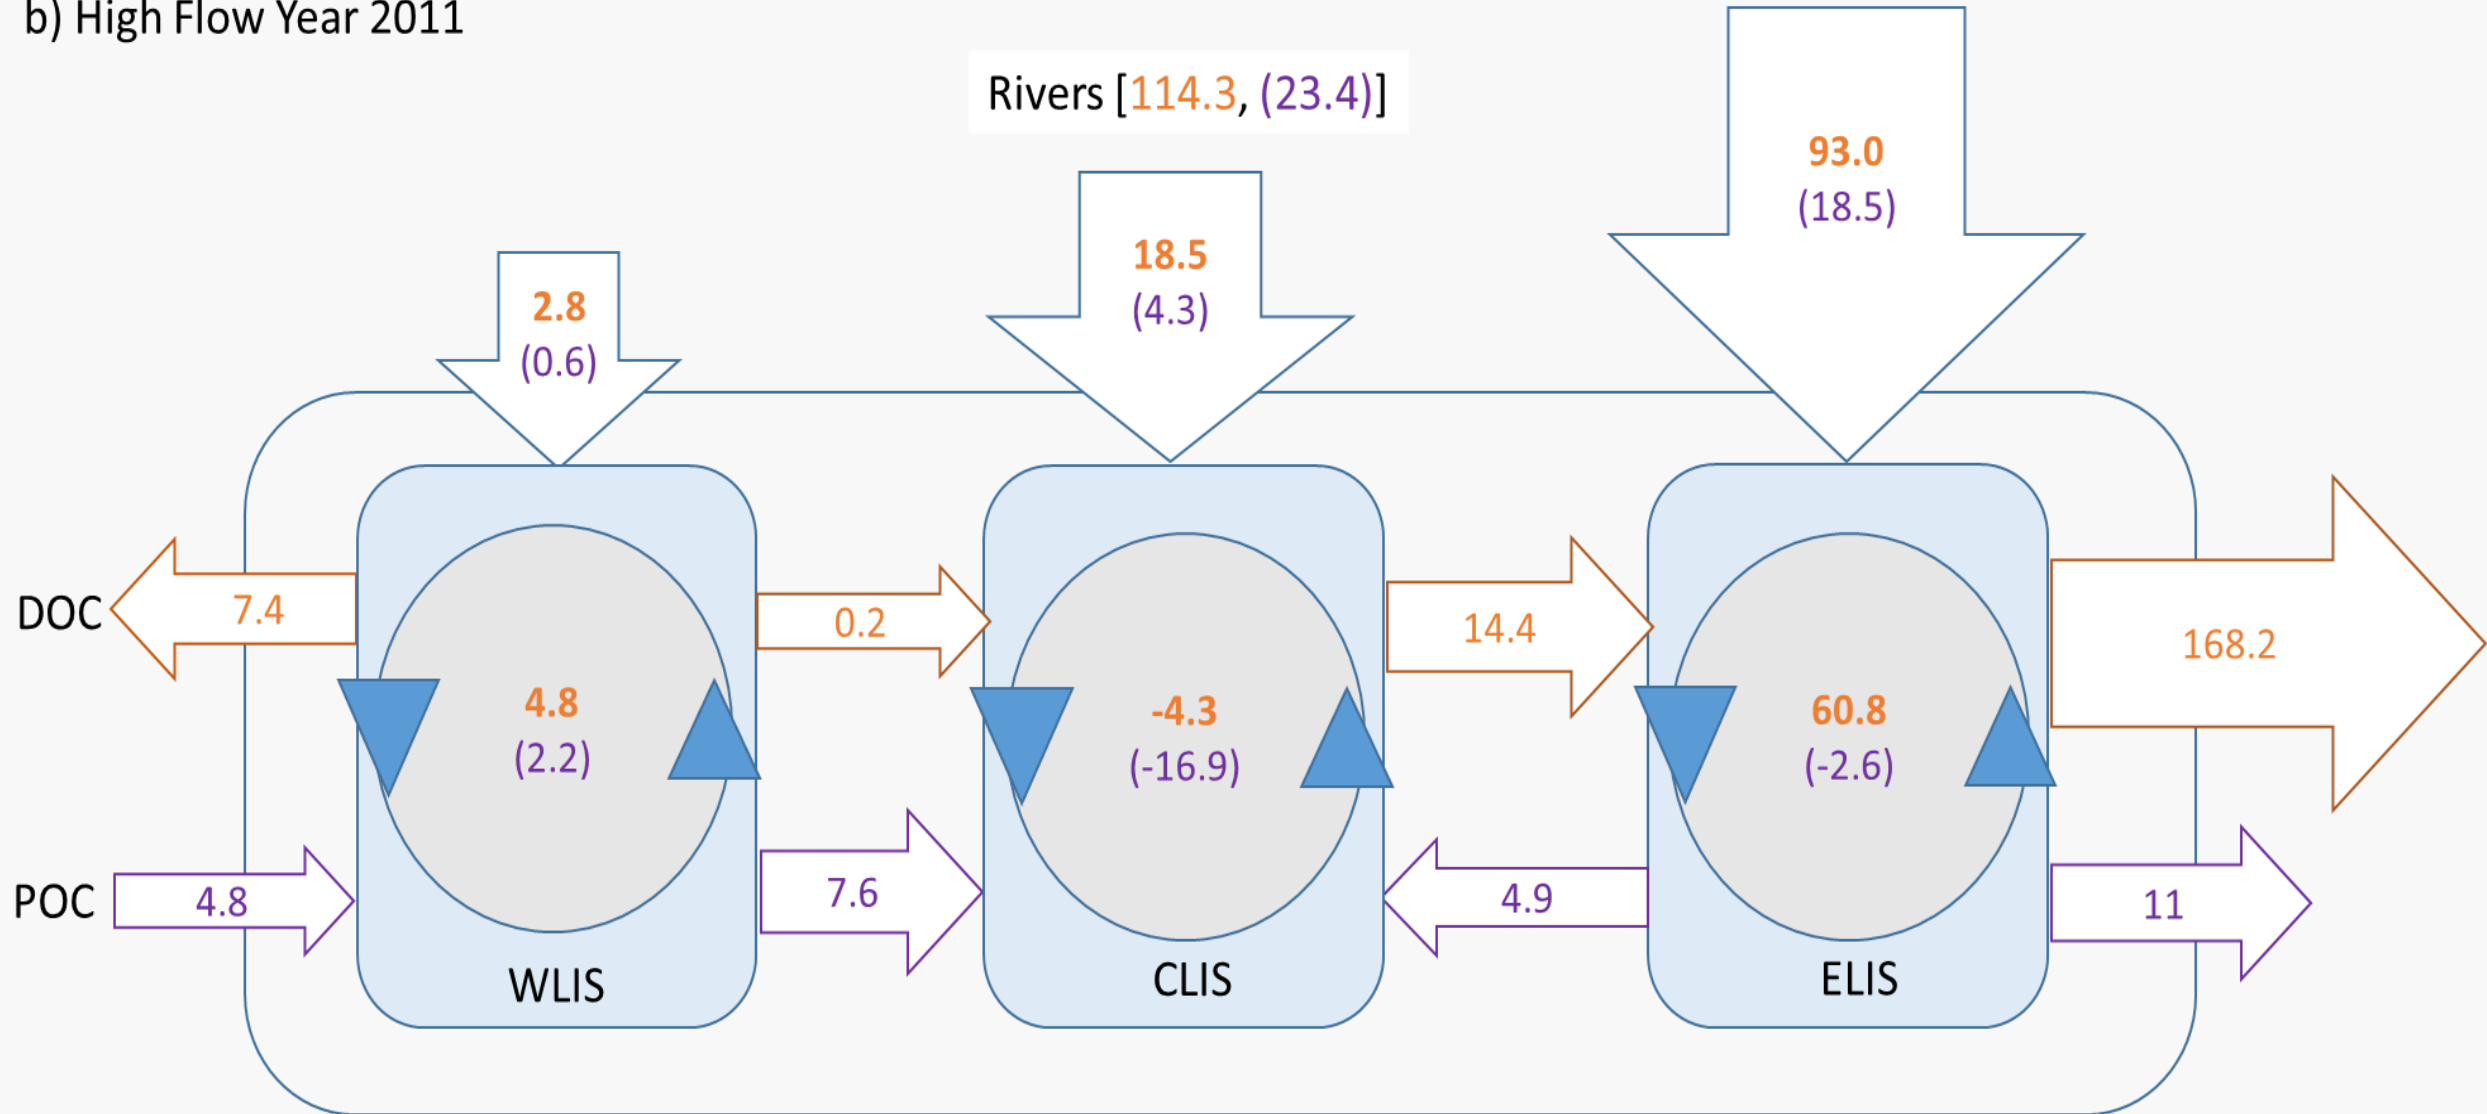 b) High Flow Year 2011
Rivers [114.3, (23.4)]
93.0
(18.5)
18.5
(4.3)
2.8
(0.6)
DOC
7.4
0.2
14.4
168.2
4.8
(2.2)
-4.3
(-16.9)
60.8
(-2.6)
POC
4.8
7.6
4.9
11
WLIS
CLIS
ELIS